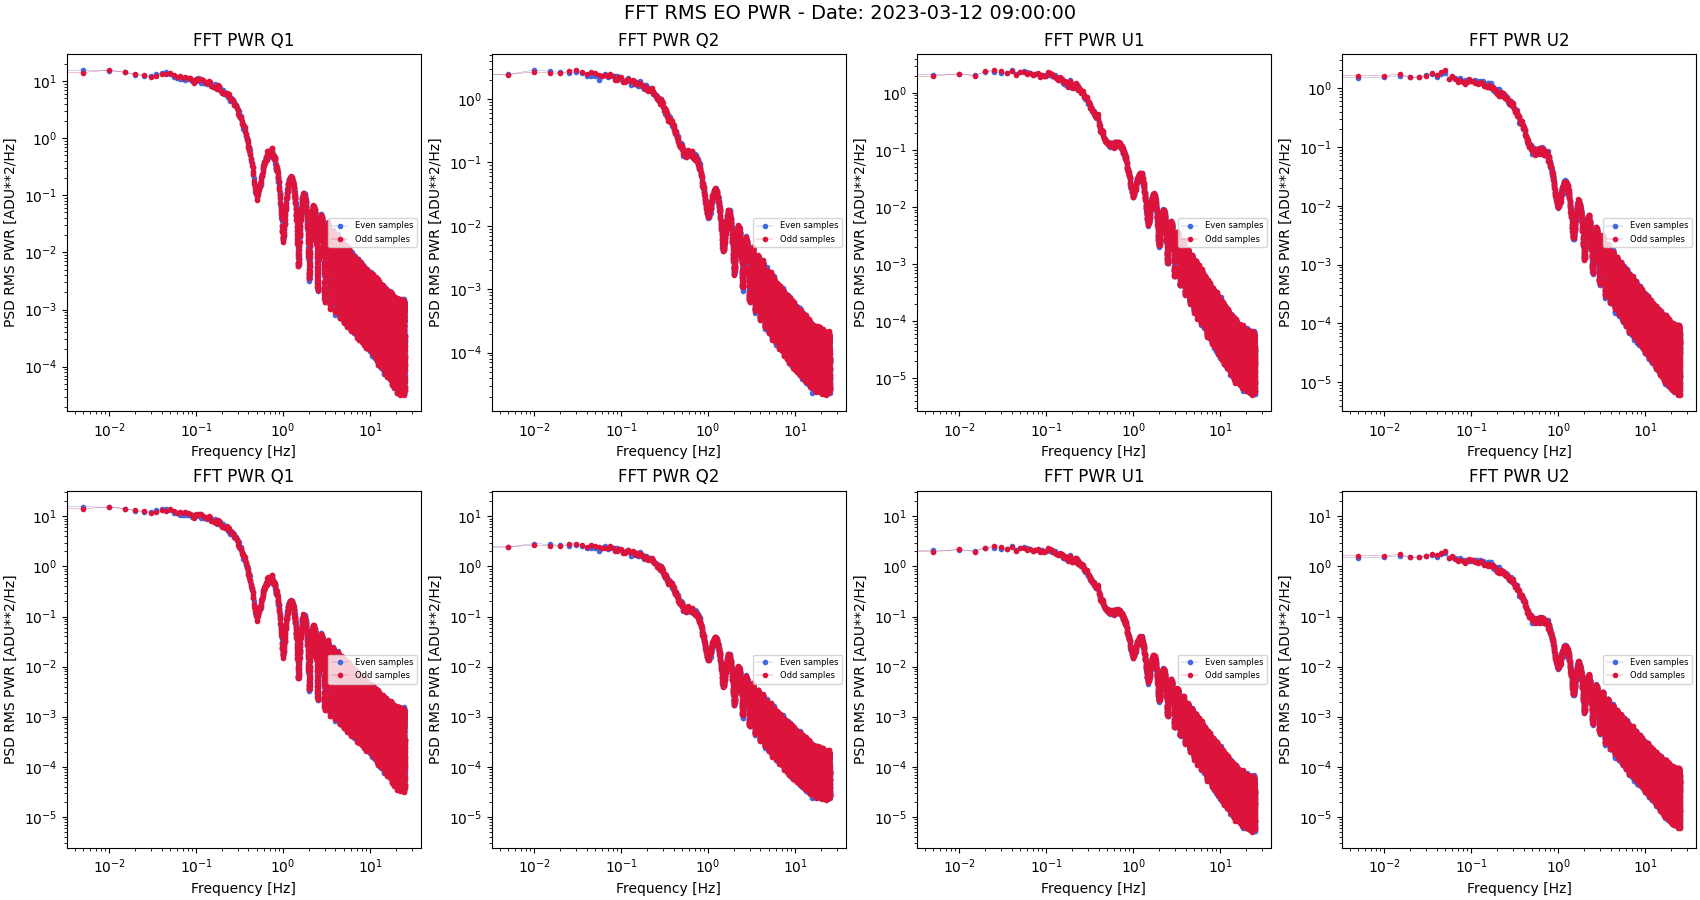 FFT RMS EO PWR - Date: 2023-03-12 09:00:00
FFT PWR Q1
PSD RMS PWR [ADU**2/Hz]
10^1
10^0
10^-1
10^-2
10^-3
10^-4
Even samples
Odd samples
10^-2 10^-1 10^0 10^1
Frequency [Hz]
FFT PWR Q2
PSD RMS PWR [ADU**2/Hz]
10^0
10^-1
10^-2
10^-3
10^-4
Even samples
Odd samples
10^-2 10^-1 10^0 10^1
Frequency [Hz]
FFT PWR U1
PSD RMS PWR [ADU**2/Hz]
10^0
10^-1
10^-2
10^-3
10^-4
10^-5
Even samples
Odd samples
10^-2 10^-1 10^0 10^1
Frequency [Hz]
FFT PWR U2
PSD RMS PWR [ADU**2/Hz]
10^0
10^-1
10^-2
10^-3
10^-4
10^-5
Even samples
Odd samples
10^-2 10^-1 10^0 10^1
Frequency [Hz]
FFT PWR Q1
PSD RMS PWR [ADU**2/Hz]
10^1
10^0
10^-1
10^-2
10^-3
10^-4
10^-5
Even samples
Odd samples
10^-2 10^-1 10^0 10^1
Frequency [Hz]
FFT PWR Q2
PSD RMS PWR [ADU**2/Hz]
10^1
10^0
10^-1
10^-2
10^-3
10^-4
10^-5
Even samples
Odd samples
10^-2 10^-1 10^0 10^1
Frequency [Hz]
FFT PWR U1
PSD RMS PWR [ADU**2/Hz]
10^1
10^0
10^-1
10^-2
10^-3
10^-4
10^-5
Even samples
Odd samples
10^-2 10^-1 10^0 10^1
Frequency [Hz]
FFT PWR U2
PSD RMS PWR [ADU**2/Hz]
10^1
10^0
10^-1
10^-2
10^-3
10^-4
10^-5
Even samples
Odd samples
10^-2 10^-1 10^0 10^1
Frequency [Hz]